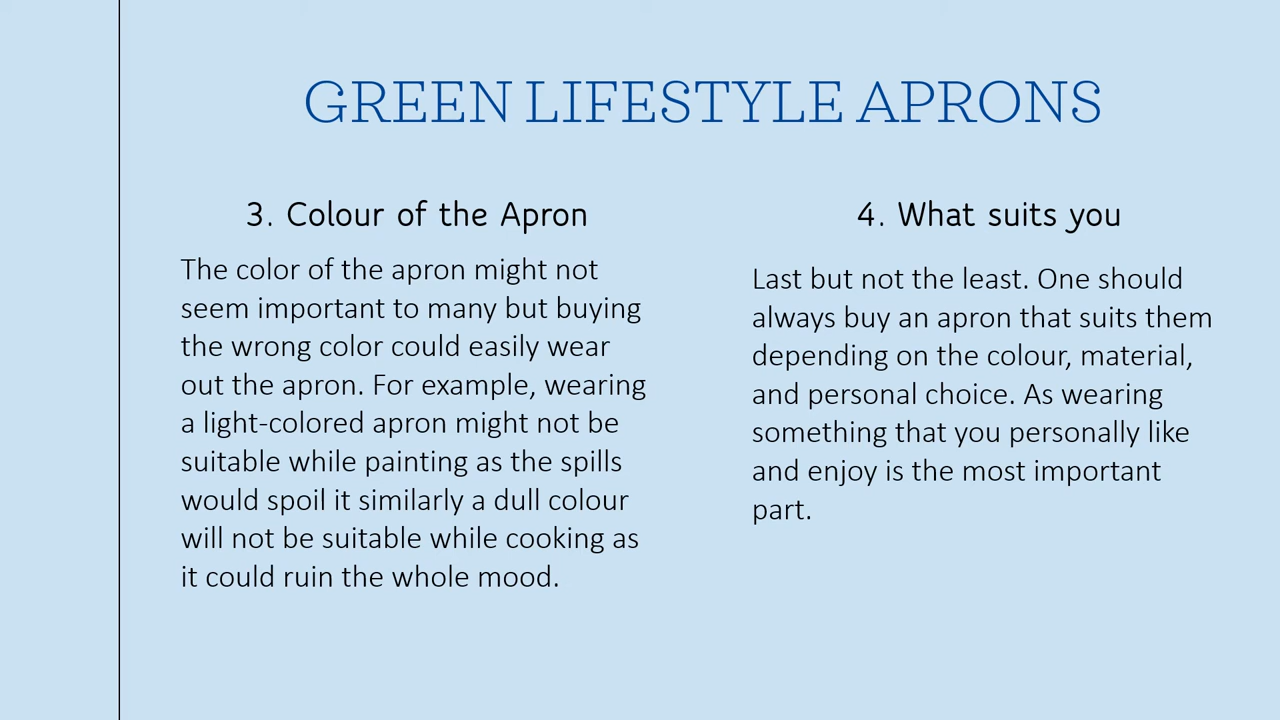 GREEN LIFESTYLE APRONS
3. Colour of the Apron
The color of the apron might not
seem important to many but buying
the wrong color could easily wear
out the apron. For example, wearing
a light-colored apron might not be
suitable while painting as the spills
would spoil it similarly a dull colour
will not be suitable while cooking as
it could ruin the whole mood.
4. What suits you
Last but not the least. One should
always buy an apron that suits them
depending on the colour, material,
and personal choice. As wearing
something that you personally like
and enjoy is the most important
part.